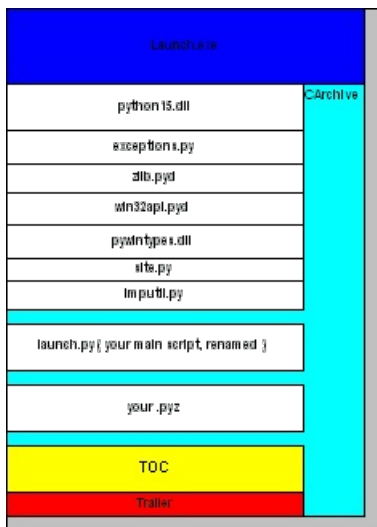 Launch.exe
CArchive
python15.dll
exceptions.py
zlib.pyd
win32api.pyd
pywintypes.dll
site.py
imputil.py
launch.py{ your main script, renamed }
your .pyz
TOC
Trailer